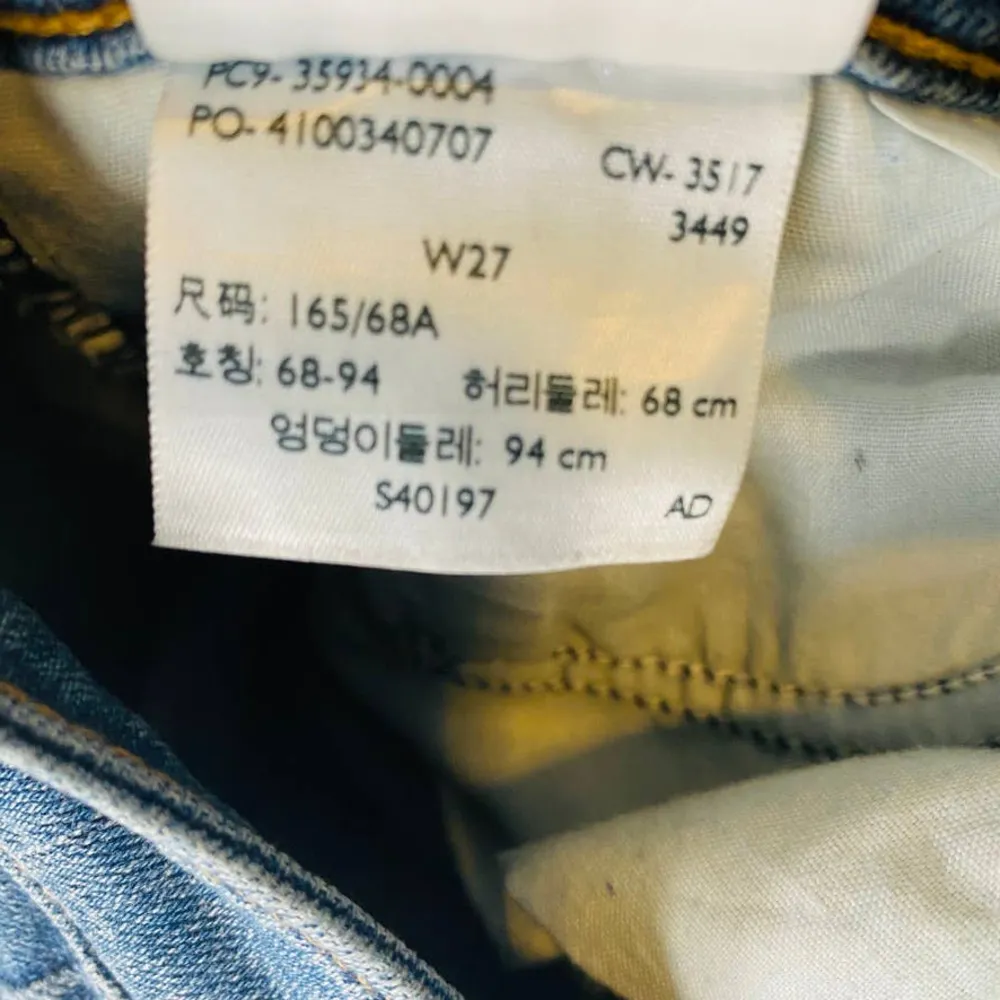 PC9-35934-0004
PO-4100340707
CW-3517
3449
W27
尺码: 165/68A
호칭: 68-94 허리둘레: 68 cm
엉덩이둘레: 94 cm
S40197 AD